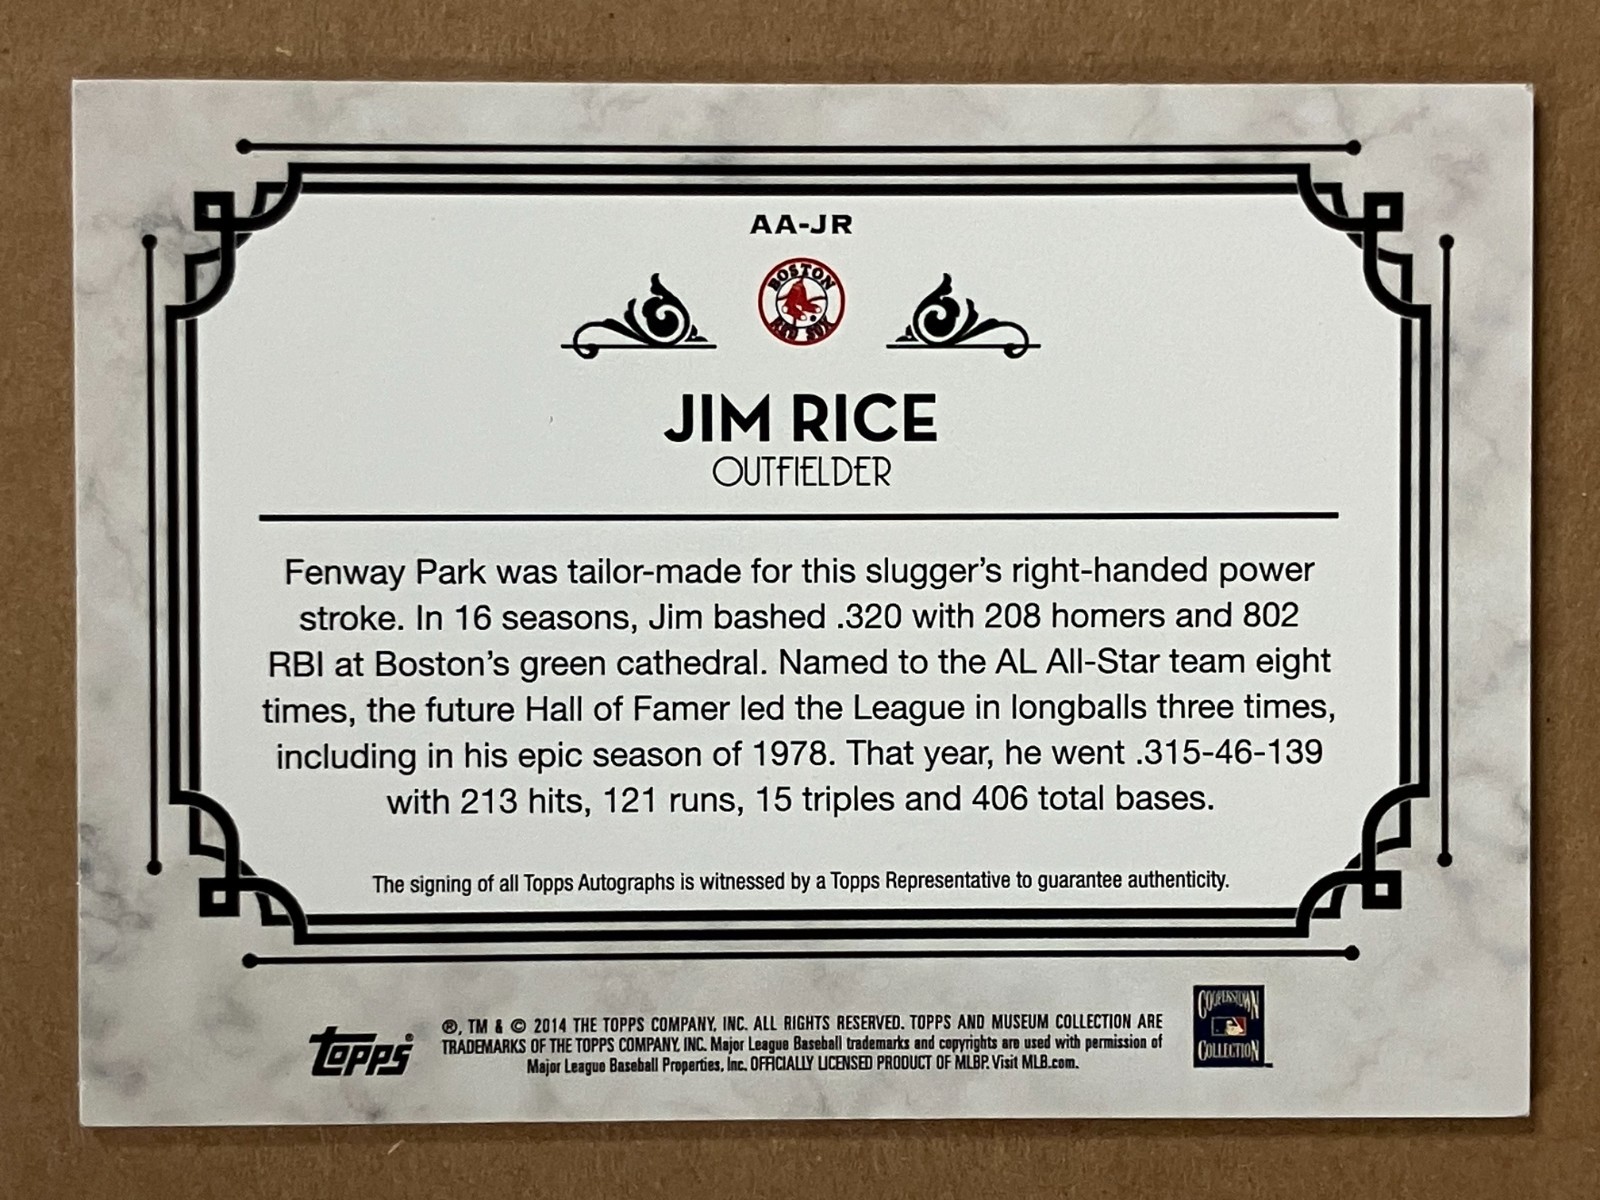 AA-JR
BOSTON
RED SOX
JIM RICE
OUTFIELDER
Fenway Park was tailor-made for this slugger's right-handed power
stroke. In 16 seasons, Jim bashed .320 with 208 homers and 802
RBI at Boston's green cathedral. Named to the AL All-Star team eight
times, the future Hall of Famer led the League in longballs three times,
including in his epic season of 1978. That year, he went .315-46-139
with 213 hits, 121 runs, 15 triples and 406 total bases.
The signing of all Topps Autographs is witnessed by a Topps Representative to guarantee authenticity.
topps®
®, TM & © 2014 THE TOPPS COMPANY, INC. ALL RIGHTS RESERVED. TOPPS AND MUSEUM COLLECTION ARE
TRADEMARKS OF THE TOPPS COMPANY, INC. Major League Baseball trademarks and copyrights are used with permission of
Major League Baseball Properties, Inc. OFFICIALLY LICENSED PRODUCT OF MLBP. Visit MLB.com.
COOPERSTOWN
COLLECTION